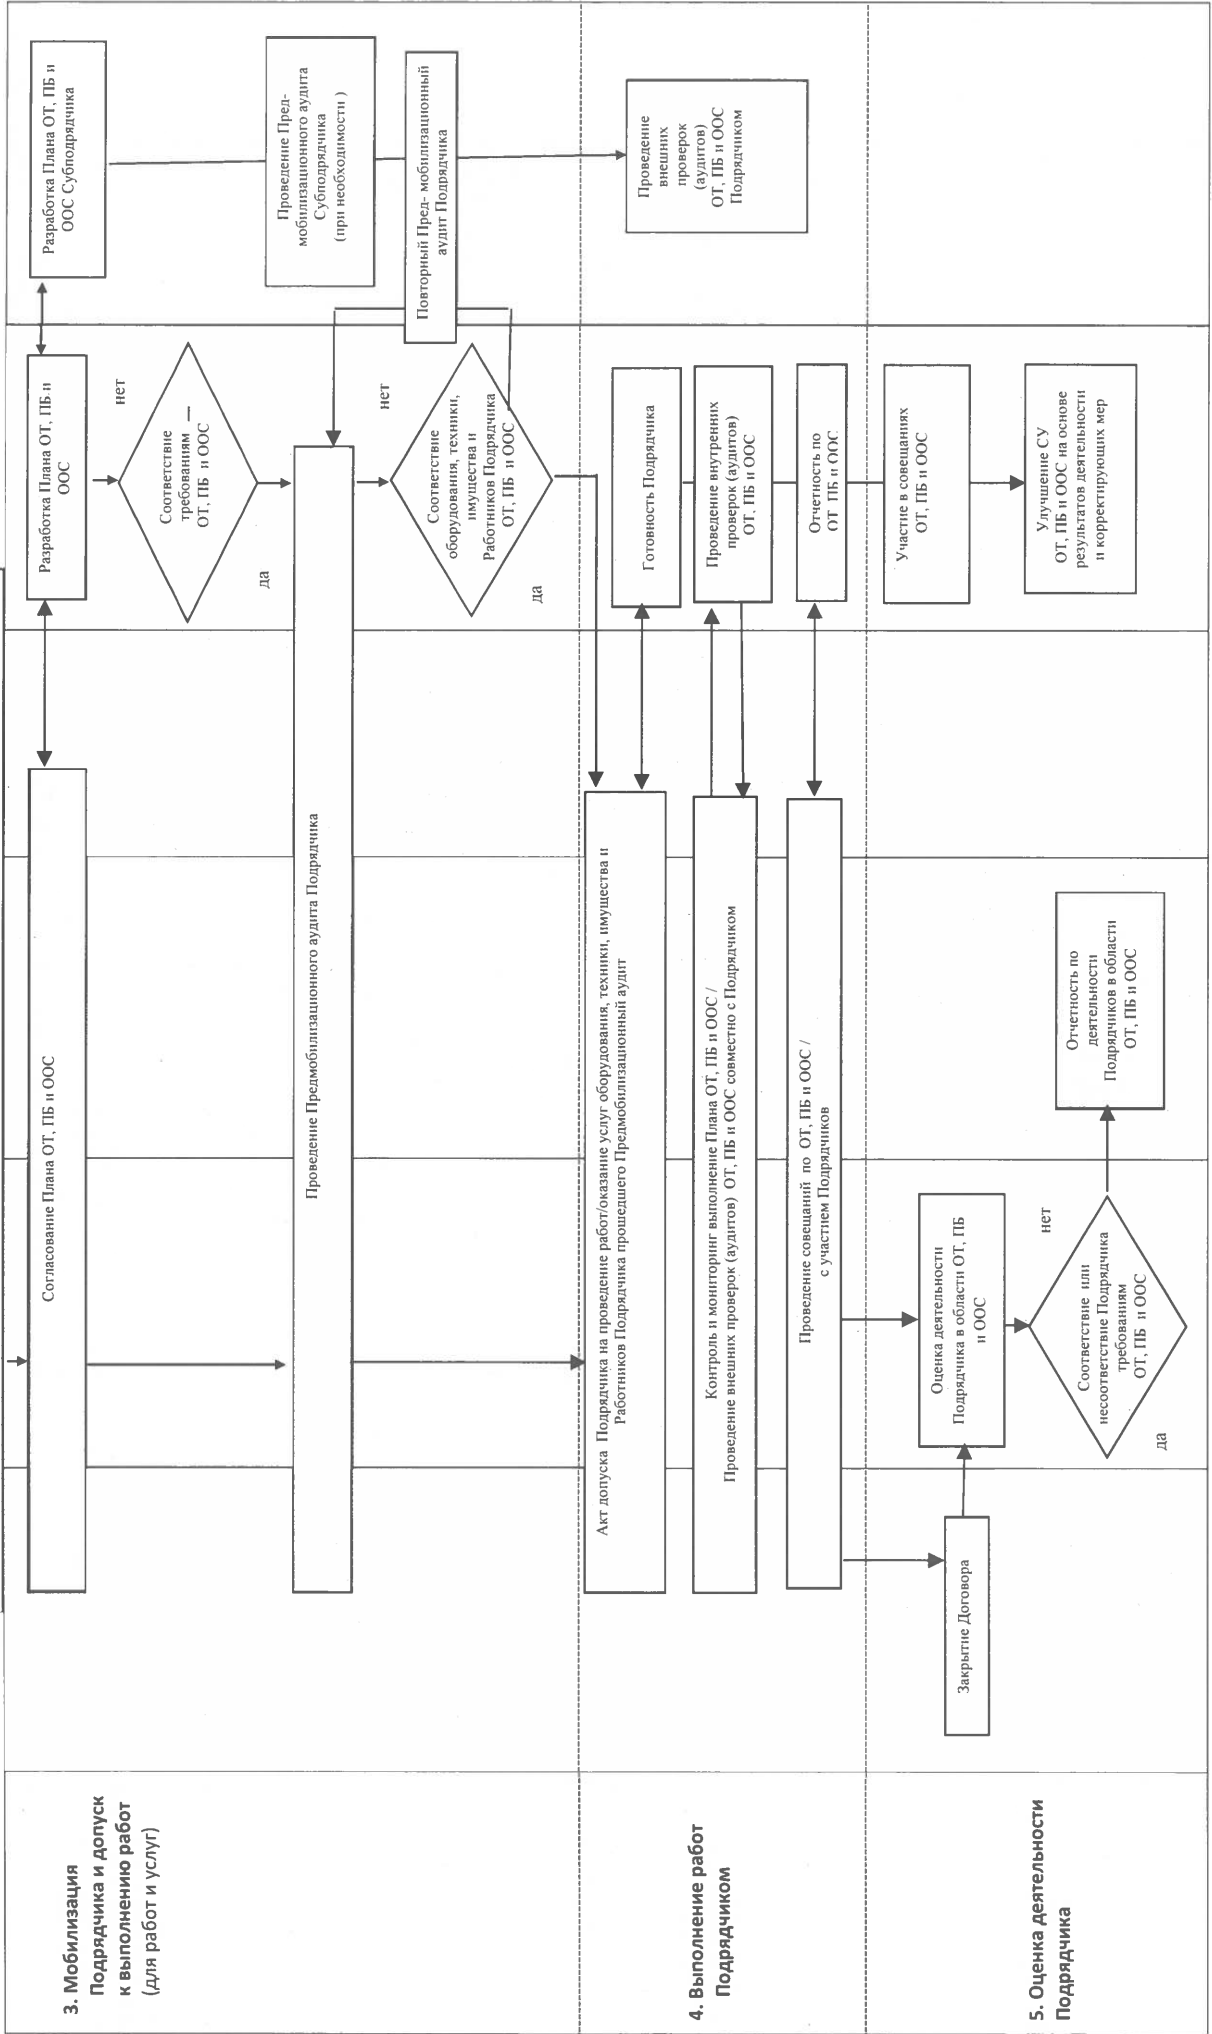 3. Мобилизация
Подрядчика и допуск
к выполнению работ
(для работ и услуг)
Согласование Плана ОТ, ПБ и ООС
Разработка Плана ОТ, ПБ и
ООС
Разработка Плана ОТ, ПБ и
ООС Субподрядчика
нет
Соответствие
требованиям —
ОТ, ПБ и ООС
да
Проведение Пред-
мобилизационного аудита
Субподрядчика
(при необходимости )
Проведение Предмобилизационного аудита Подрядчика
нет
Повторный Пред- мобилизационный
аудит Подрядчика
Соответствие
оборудования, техники,
имущества и
Работников Подрядчика
ОТ, ПБ и ООС
да
4. Выполнение работ
Подрядчиком
Акт допуска Подрядчика на проведение работ/оказание услуг оборудования, техники, имущества и
Работников Подрядчика прошедшего Предмобилизационный аудит
Готовность Подрядчика
Проведение
внешних
проверок
(аудитов)
ОТ, ПБ и ООС
Подрядчиком
Контроль и мониторинг выполнение Плана ОТ, ПБ и ООС /
Проведение внешних проверок (аудитов) ОТ, ПБ и ООС совместно с Подрядчиком
Проведение внутренних
проверок (аудитов)
ОТ, ПБ и ООС
Проведение совещаний по ОТ, ПБ и ООС /
с участием Подрядчиков
Отчетность по
ОТ ПБ и ООС
5. Оценка деятельности
Подрядчика
Закрытие Договора
Оценка деятельности
Подрядчика в области ОТ, ПБ
и ООС
Участие в совещаниях
ОТ, ПБ и ООС
нет
Соответствие или
несоответствие Подрядчика
требованиям
ОТ, ПБ и ООС
да
Отчетность по
деятельности
Подрядчиков в области
ОТ, ПБ и ООС
Улучшение СУ
ОТ, ПБ и ООС на основе
результатов деятельности
и корректирующих мер